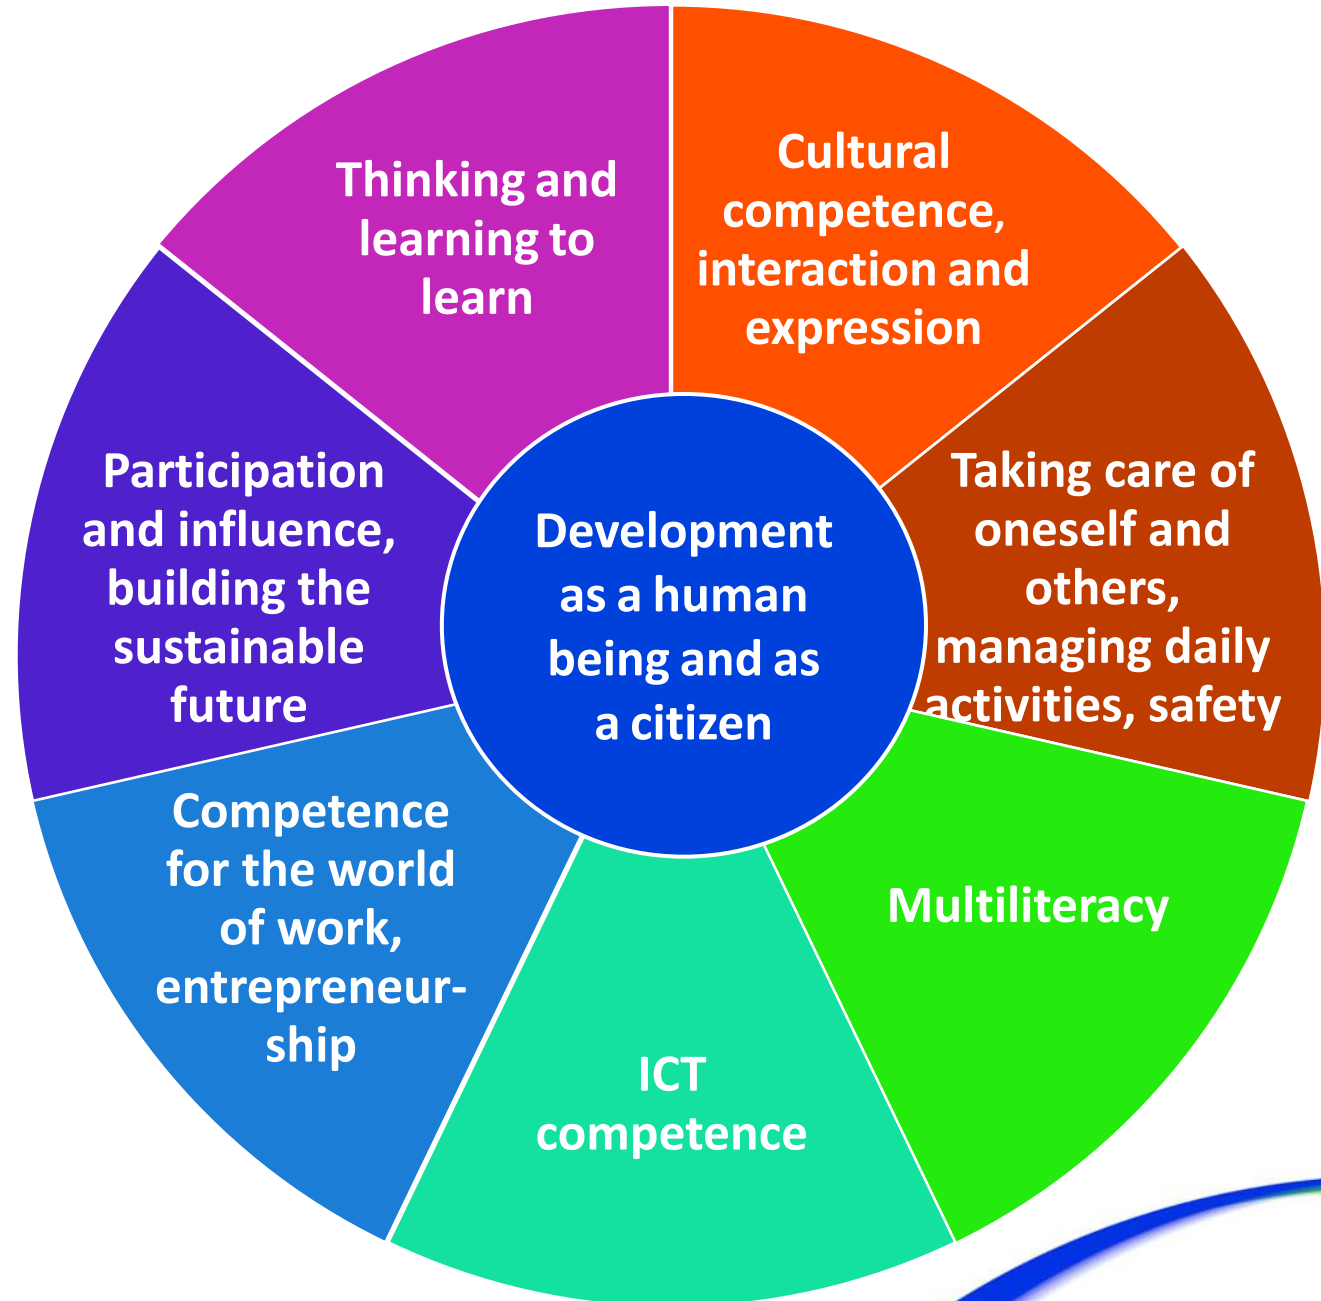 Thinking and
learning to
learn
Cultural
competence,
interaction and
expression
Taking care of
oneself and
others,
managing daily
activities, safety
Multiliteracy
ICT
competence
Competence
for the world
of work,
entrepreneur-
ship
Participation
and influence,
building the
sustainable
future
Development
as a human
being and as
a citizen